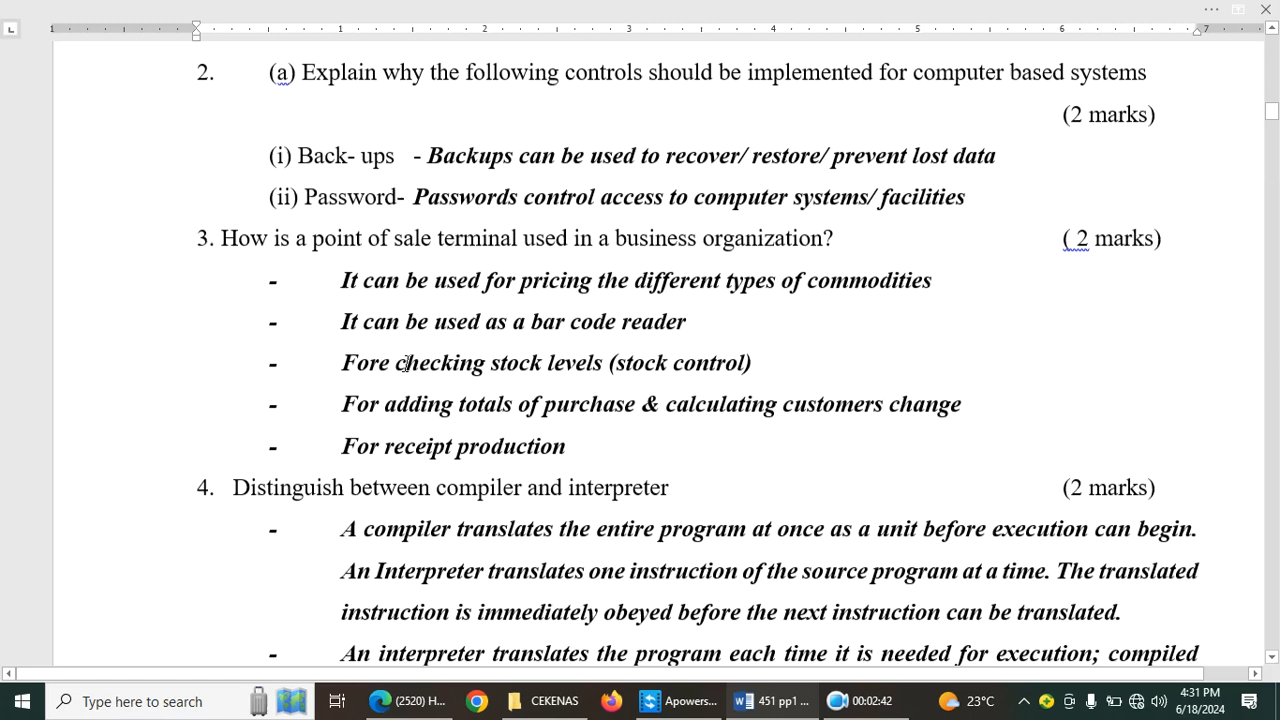 1 1 2 3 4 5 6 7
2. (a) Explain why the following controls should be implemented for computer based systems
(2 marks)
(i) Back- ups - Backups can be used to recover/ restore/ prevent lost data
(ii) Password- Passwords control access to computer systems/ facilities
3. How is a point of sale terminal used in a business organization? ( 2 marks)
- It can be used for pricing the different types of commodities
- It can be used as a bar code reader
- Fore checking stock levels (stock control)
- For adding totals of purchase & calculating customers change
- For receipt production
4. Distinguish between compiler and interpreter (2 marks)
- A compiler translates the entire program at once as a unit before execution can begin.
An Interpreter translates one instruction of the source program at a time. The translated
instruction is immediately obeyed before the next instruction can be translated.
- An interpreter translates the program each time it is needed for execution; compiled
Type here to search (2520) H... CEKENAS Apowers... 451 pp1 ... 00:02:42 23°C 4:31 PM
6/18/2024